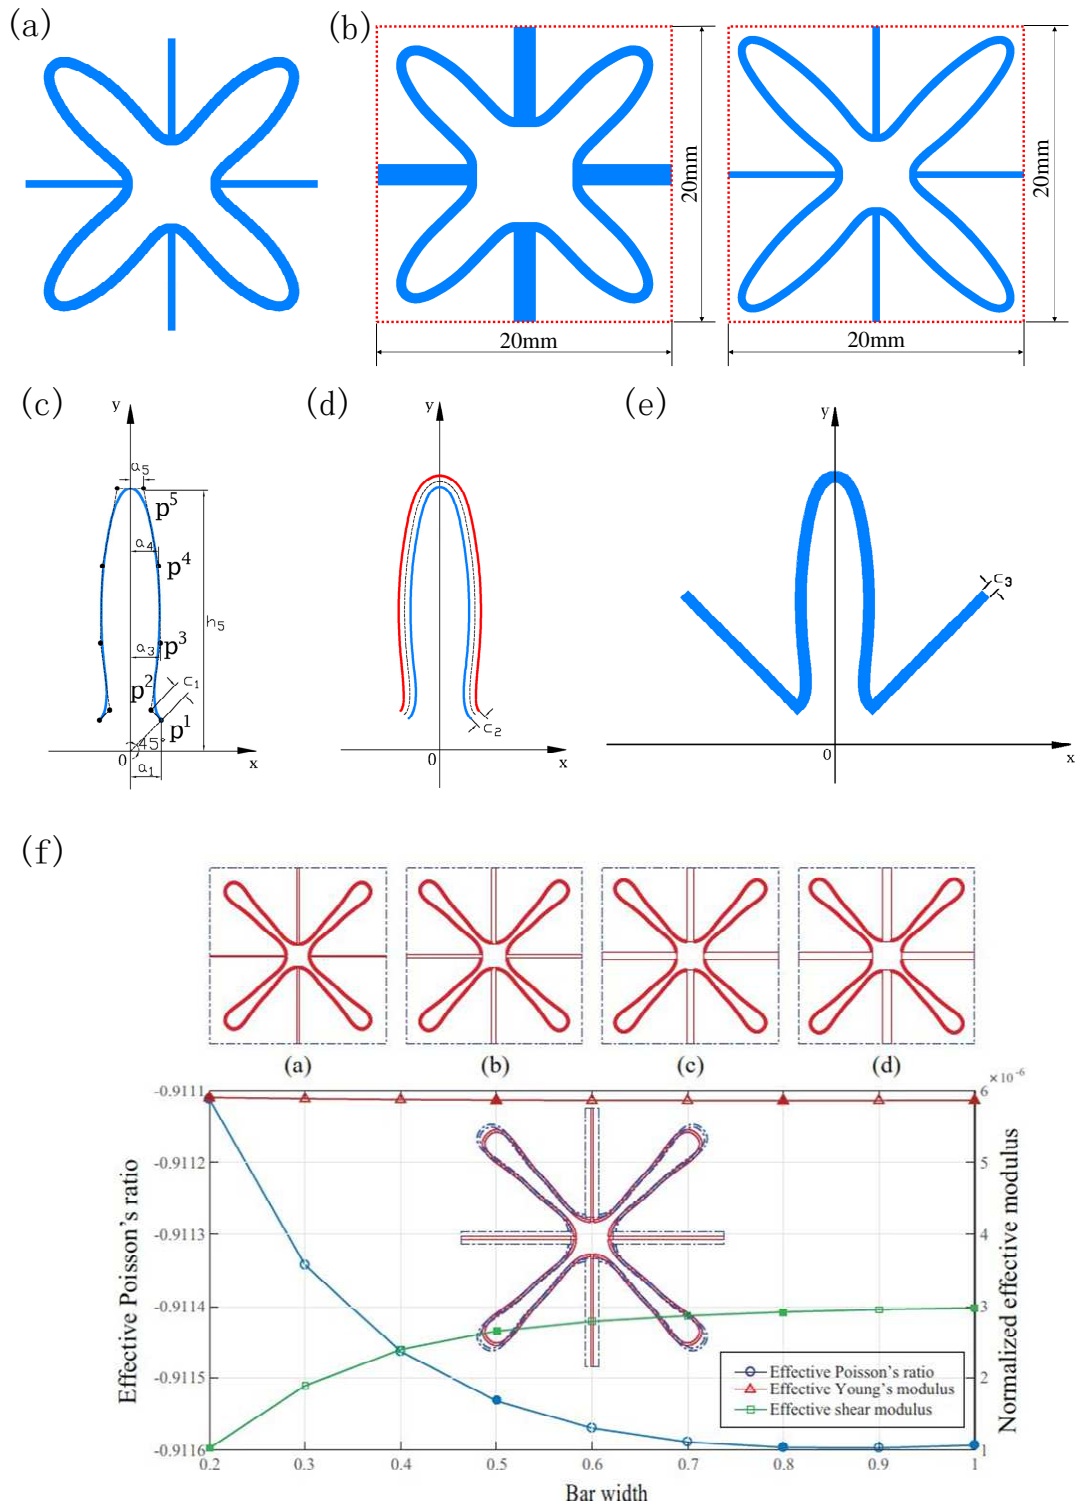 (a)
(b)
20mm
20mm
20mm
20mm
(c)
y
a5
p5
a4
p4
h5
a3
p3
p2
c1
p1
45°
0
x
a1
(d)
y
c2
0
x
(e)
y
c3
0
x
(f)
(a) (b) (c) (d)
×10-6
-0.9111
-0.9112
-0.9113
-0.9114
-0.9115
-0.9116
Effective Poisson's ratio
6
5
4
3
2
1
Normalized effective modulus
Effective Poisson's ratio
Effective Young's modulus
Effective shear modulus
0.2 0.3 0.4 0.5 0.6 0.7 0.8 0.9 1
Bar width